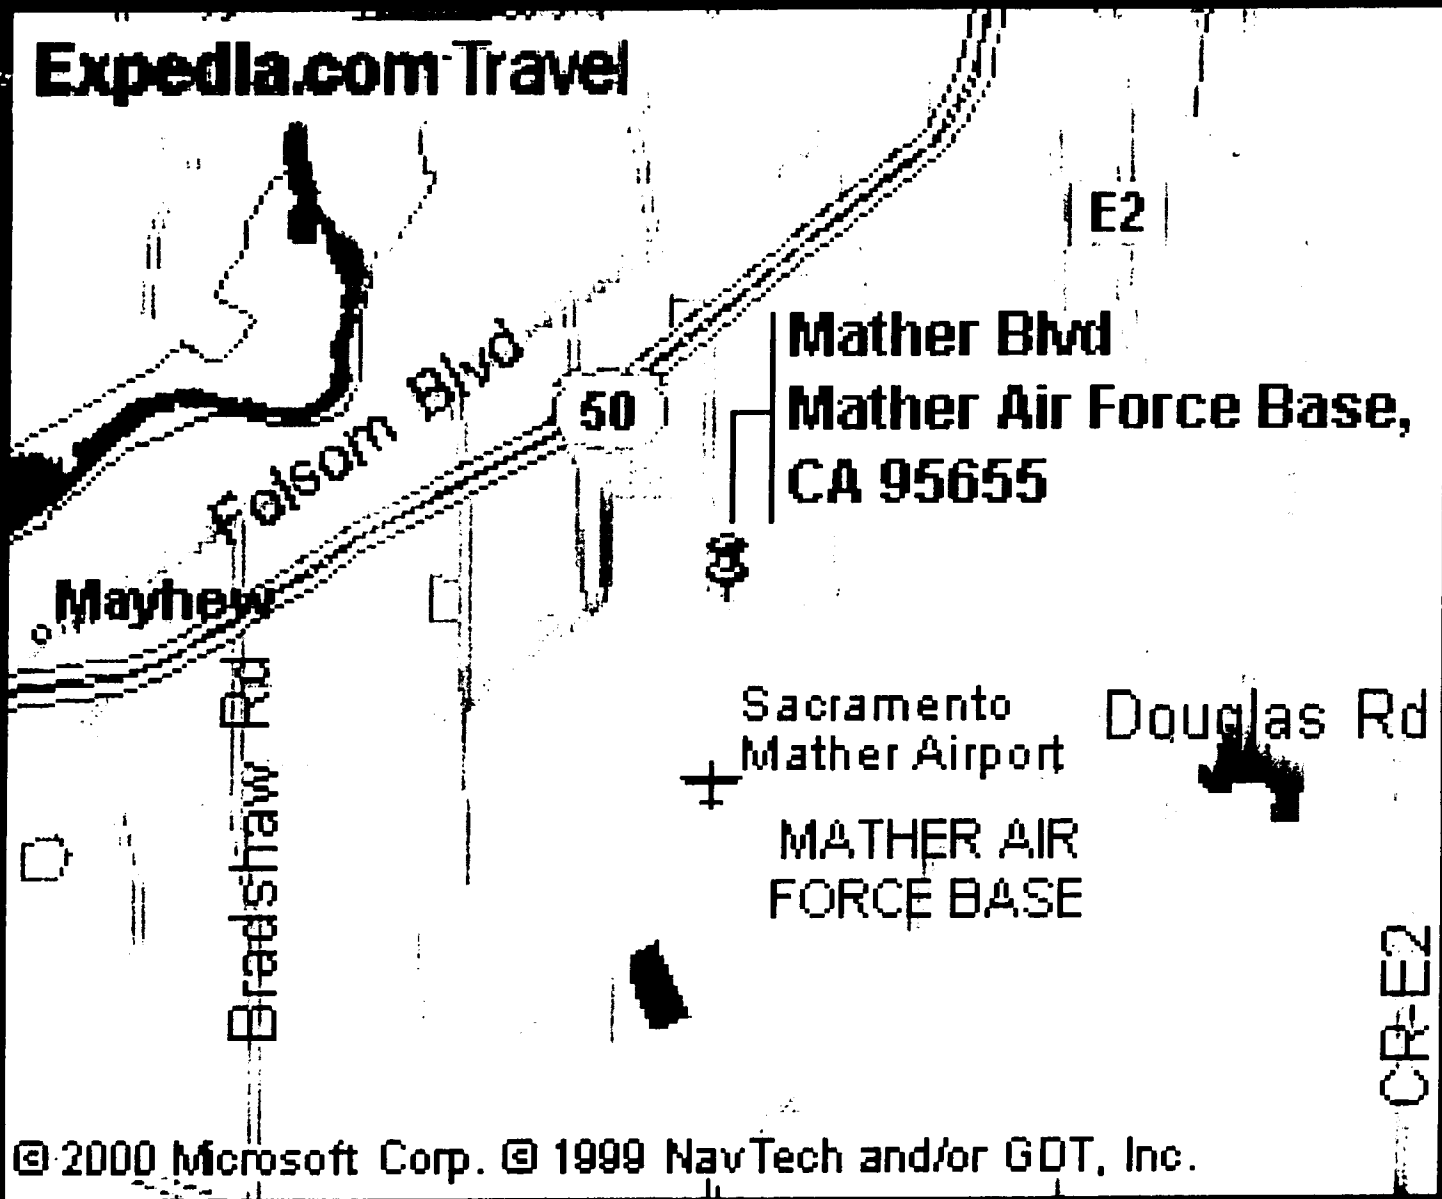 Expedia.com Travel
E2
Mather Blvd
Mather Air Force Base,
CA 95655
50
Folsom Blvd
Mayhew
Bradshaw Rd
Sacramento
Mather Airport
Douglas Rd
MATHER AIR
FORCE BASE
CR-E2
© 2000 Microsoft Corp. © 1999 NavTech and/or GDT, Inc.